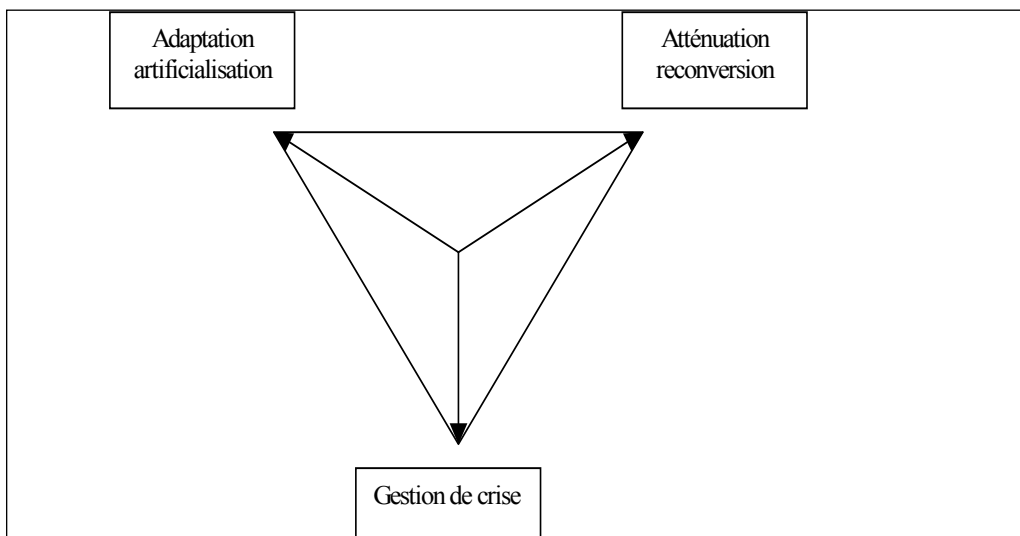 Adaptation
artificialisation
Atténuation
reconversion
Gestion de crise